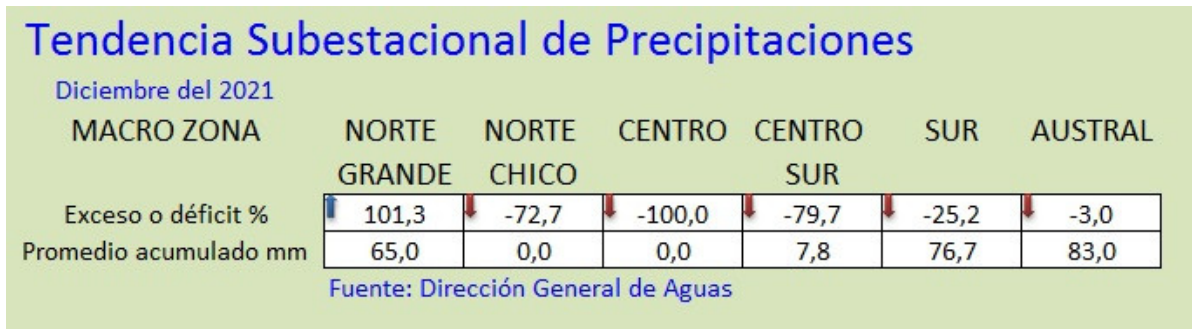 Tendencia Subestacional de Precipitaciones
Diciembre del 2021
MACRO ZONA NORTE NORTE CENTRO CENTRO SUR AUSTRAL
GRANDE CHICO SUR
Exceso o déficit % 101,3 -72,7 -100,0 -79,7 -25,2 -3,0
Promedio acumulado mm 65,0 0,0 0,0 7,8 76,7 83,0
Fuente: Dirección General de Aguas